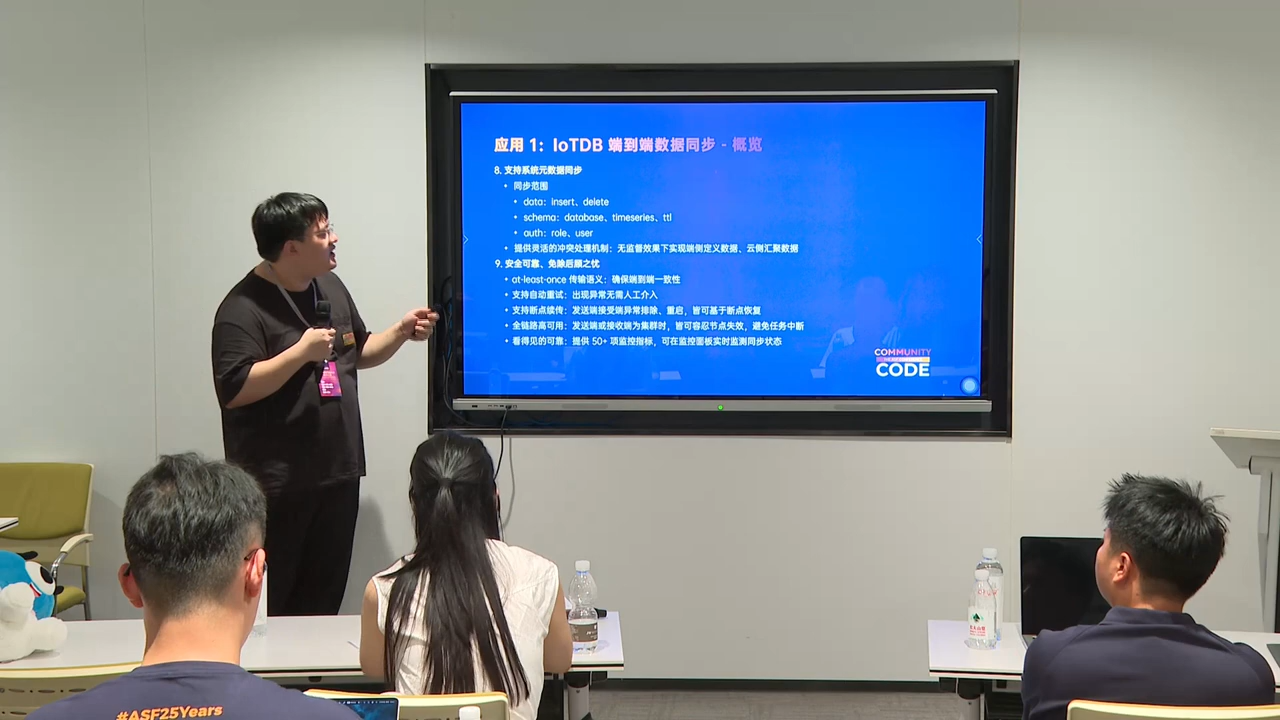 应用 1：IoTDB 端到端数据同步 - 概览
8. 支持系统元数据同步
• 同步范围
• data：insert、delete
• schema：database、timeseries、ttl
• auth：role、user
• 提供灵活的冲突处理机制：无监督效果下实现端侧定义数据、云侧汇聚数据
9. 安全可靠、免除后顾之忧
• at-least-once 传输语义：确保端到端一致性
• 支持自动重试：出现异常无需人工介入
• 支持断点续传：发送端接受端异常排除、重启，皆可基于断点恢复
• 全链路高可用：发送端或接收端为集群时，皆可容忍节点失效，避免任务中断
• 看得见的可靠：提供 50+ 项监控指标，可在监控面板实时监测同步状态
COMMUNITY
CODE
#ASF25Years